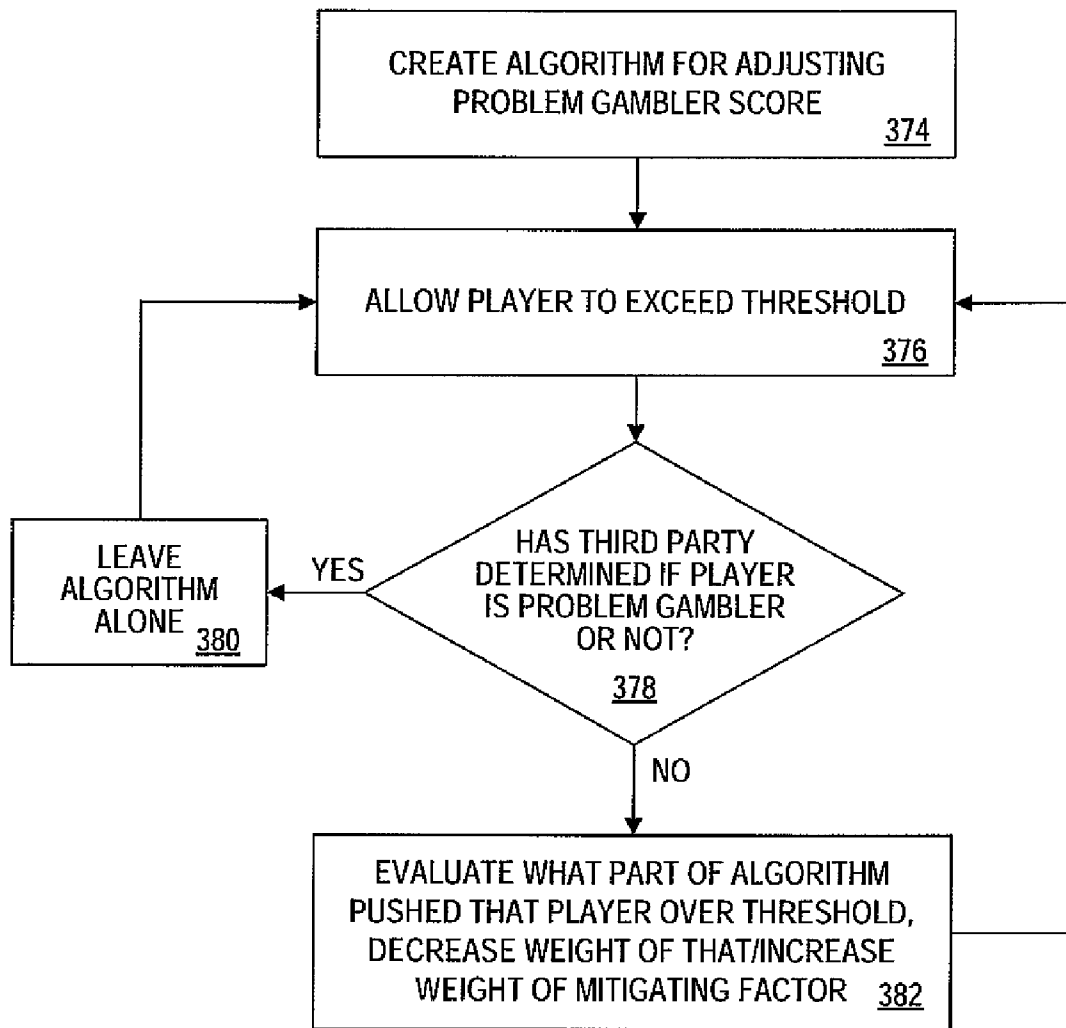 CREATE ALGORITHM FOR ADJUSTING
PROBLEM GAMBLER SCORE
374
ALLOW PLAYER TO EXCEED THRESHOLD
376
HAS THIRD PARTY
DETERMINED IF PLAYER
IS PROBLEM GAMBLER
OR NOT?
378
YES
LEAVE
ALGORITHM
ALONE
380
NO
EVALUATE WHAT PART OF ALGORITHM
PUSHED THAT PLAYER OVER THRESHOLD,
DECREASE WEIGHT OF THAT/INCREASE
WEIGHT OF MITIGATING FACTOR
382